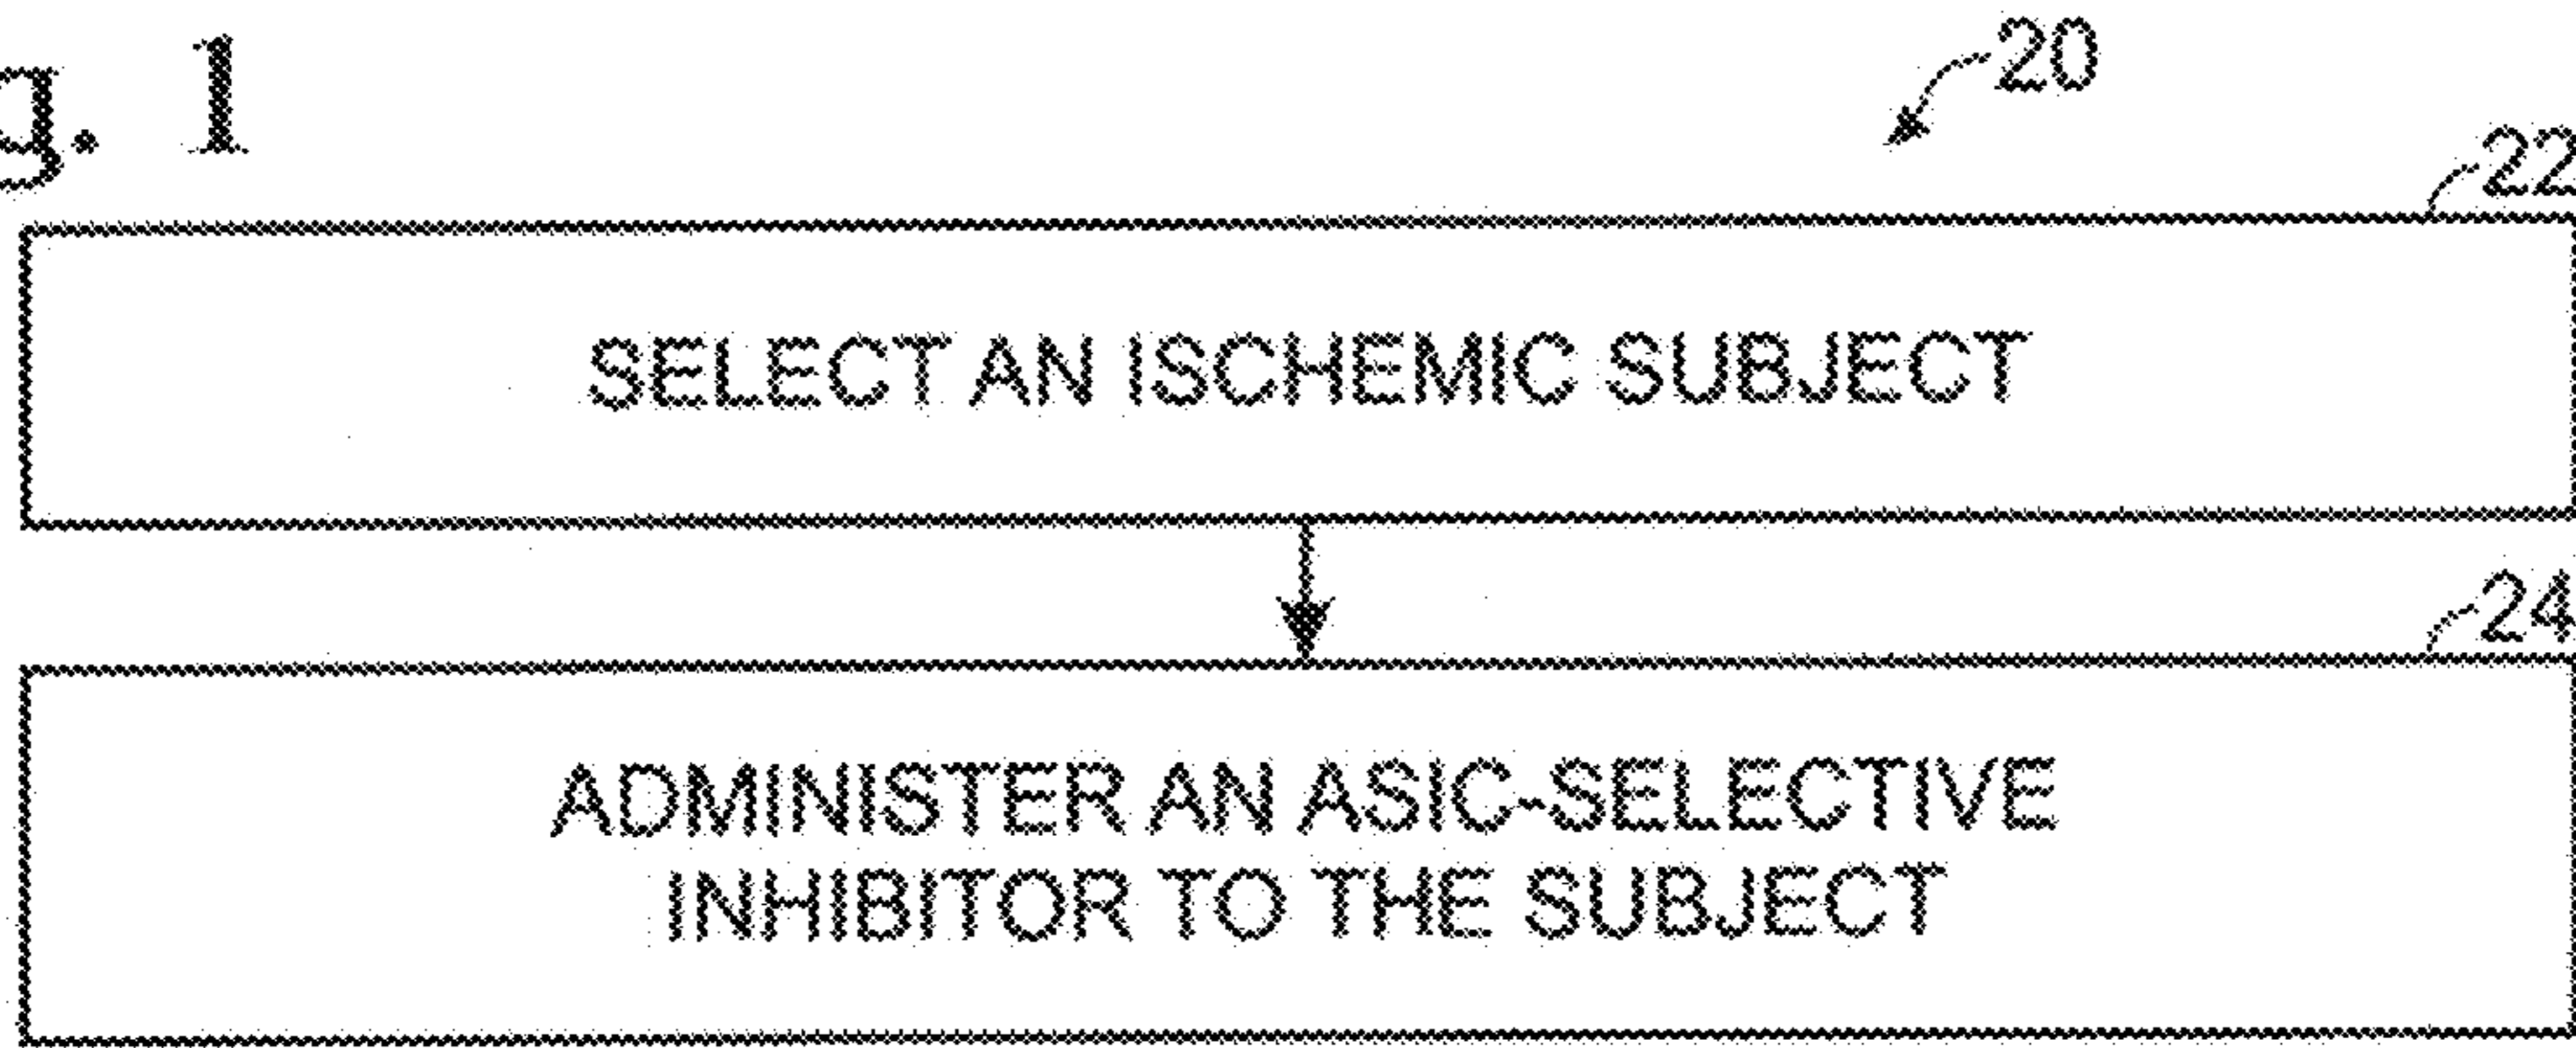 g. 1
20
22
SELECT AN ISCHEMIC SUBJECT
24
ADMINISTER AN ASIC-SELECTIVE
INHIBITOR TO THE SUBJECT